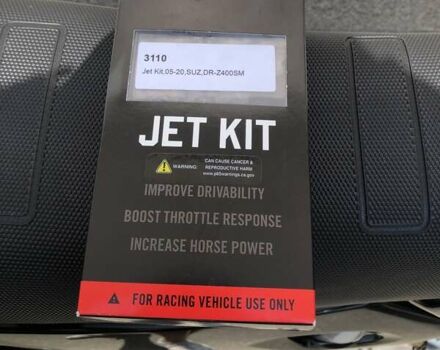 3110
Jet Kit,05-20,SUZ,DR-Z400SM
JET KIT
WARNING:
CAN CAUSE CANCER &
REPRODUCTIVE HARM
www.p65warnings.ca.gov
IMPROVE DRIVABILITY
BOOST THROTTLE RESPONSE
INCREASE HORSE POWER
FOR RACING VEHICLE USE ONLY